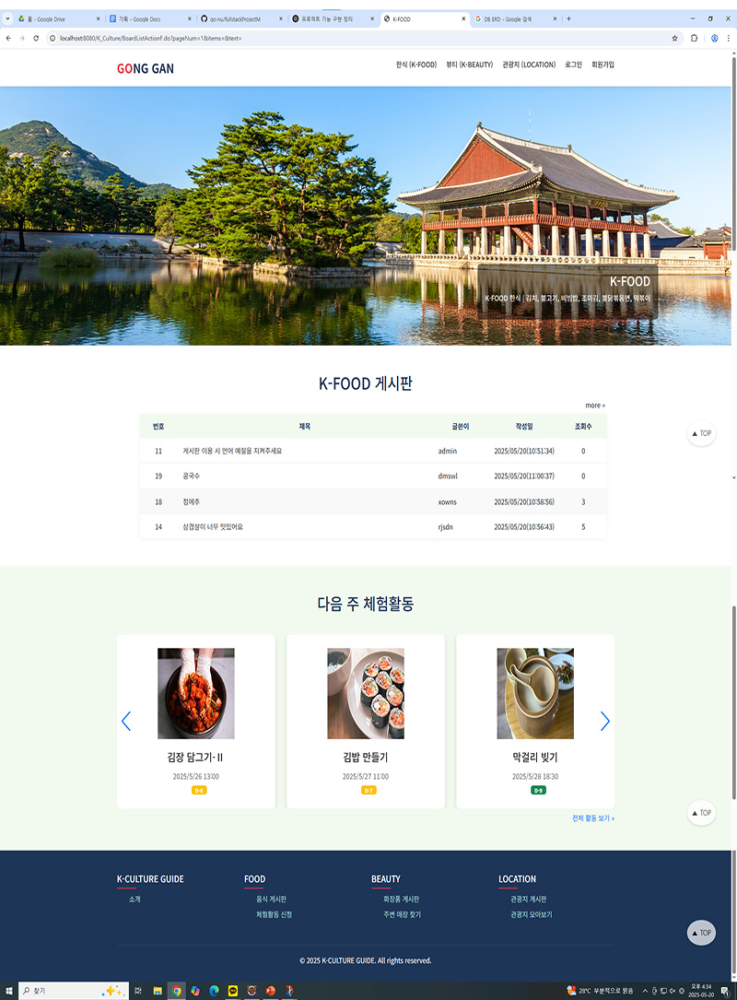 홈 - Google Drive
기획 - Google Docs
qo-nu/fullstackProjectM
프로젝트 기능 구현 정리
K-FOOD
DB ERD - Google 검색
localhost:8080/K_Culture/BoardListActionF.do?pageNum=1&items=&text=
GONG GAN
한식 (K-FOOD) 뷰티 (K-BEAUTY) 관광지 (LOCATION) 로그인 회원가입
K-FOOD
K-FOOD 한식 | 김치, 불고기, 비빔밥, 조미김, 불닭볶음면, 떡볶이
K-FOOD 게시판
more »
번호 제목 글쓴이 작성일 조회수
11 게시판 이용 시 언어 예절을 지켜주세요 admin 2025/05/20(10:51:34) 0
19 콩국수 dmswl 2025/05/20(11:00:37) 0
18 점메추 xowns 2025/05/20(10:58:56) 3
14 삼겹살이 너무 맛있어요 rjsdn 2025/05/20(10:56:43) 5
▲ TOP
다음 주 체험활동
김장 담그기-Ⅱ
2025/5/26 13:00
D-6
김밥 만들기
2025/5/27 11:00
D-7
막걸리 빚기
2025/5/28 18:30
D-9
▲ TOP
전체 활동 보기 »
K-CULTURE GUIDE
소개
FOOD
음식 게시판
체험활동 신청
BEAUTY
화장품 게시판
주변 매장 찾기
LOCATION
관광지 게시판
관광지 모아보기
▲ TOP
© 2025 K-CULTURE GUIDE. All rights reserved.
찾기
28°C 부분적으로 맑음
오후 4:34
2025-05-20